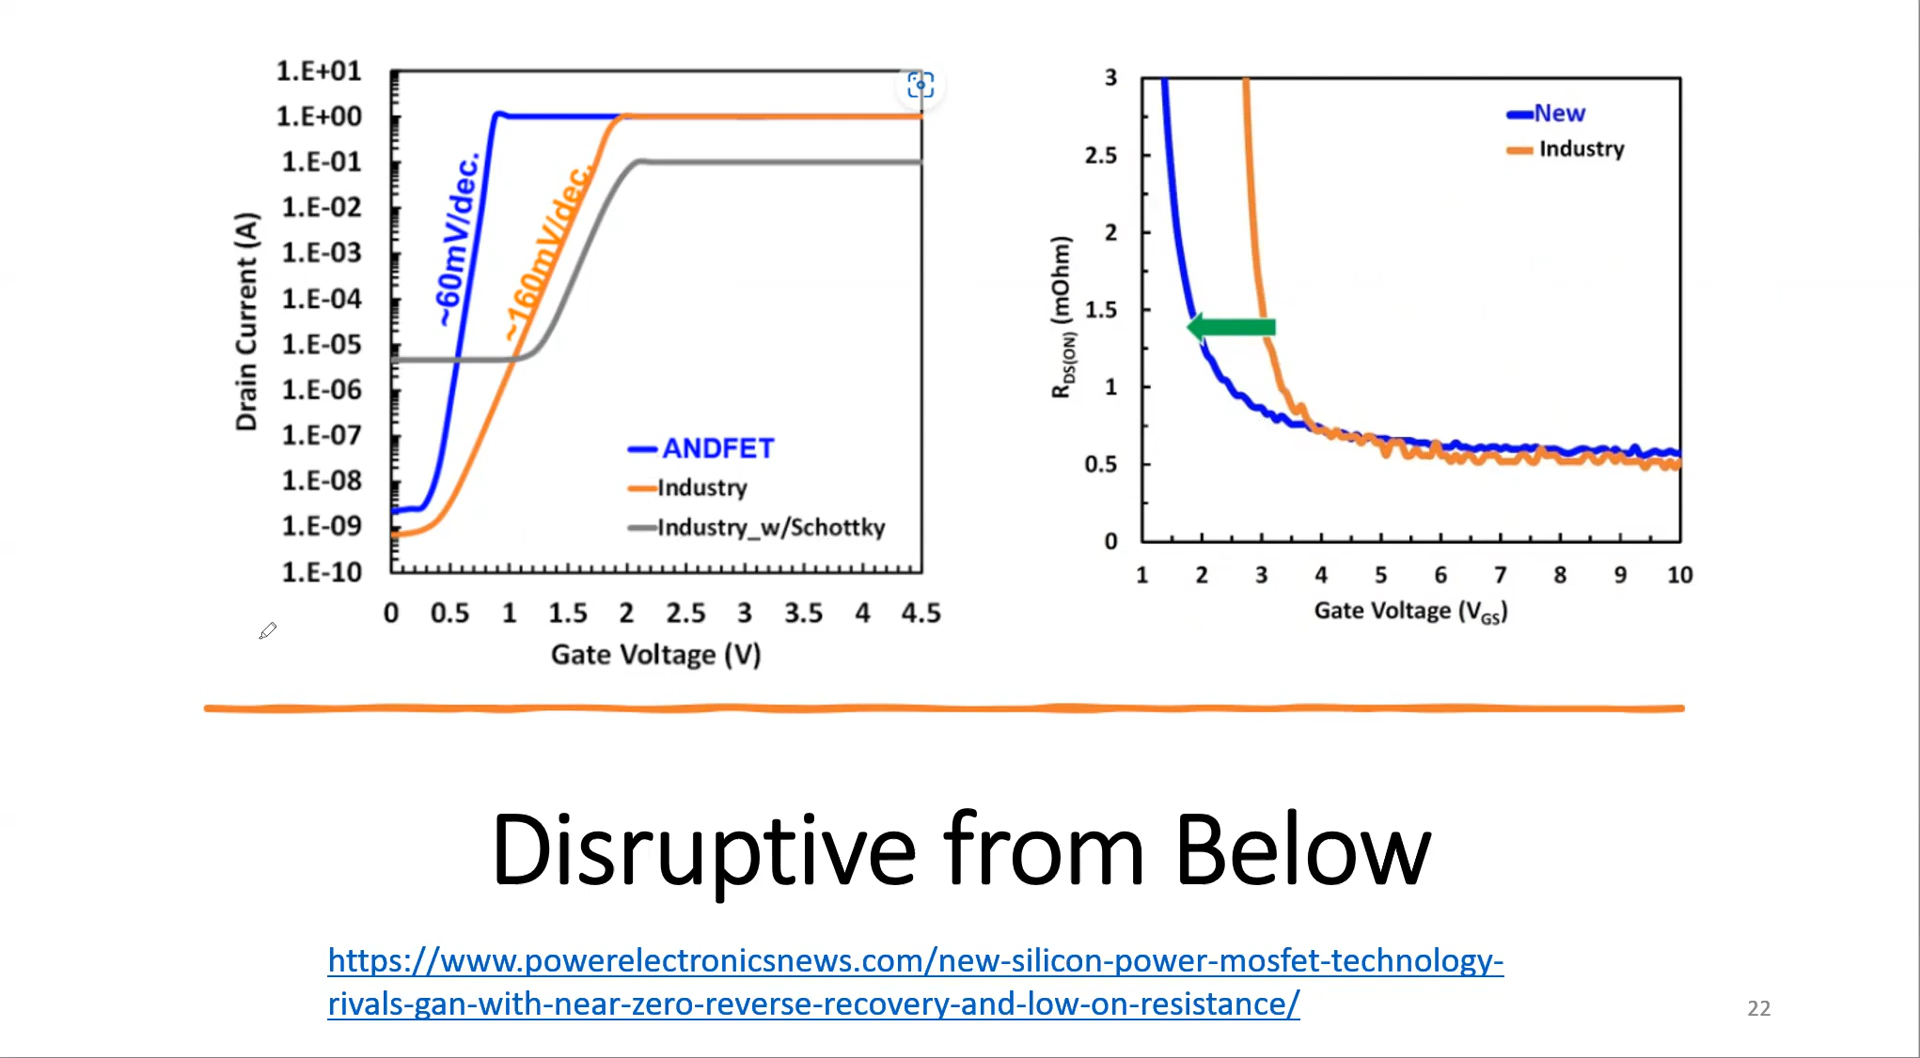 1.E+01
1.E+00
1.E-01
1.E-02
1.E-03
1.E-04
1.E-05
1.E-06
1.E-07
1.E-08
1.E-09
1.E-10
Drain Current (A)
~60mV/dec.
~160mV/dec.
ANDFET
Industry
Industry_w/Schottky
0 0.5 1 1.5 2 2.5 3 3.5 4 4.5
Gate Voltage (V)
3
2.5
2
1.5
1
0.5
0
RDS(ON) (mOhm)
New
Industry
1 2 3 4 5 6 7 8 9 10
Gate Voltage (VGS)
Disruptive from Below
https://www.powerelectronicsnews.com/new-silicon-power-mosfet-technology-
rivals-gan-with-near-zero-reverse-recovery-and-low-on-resistance/
22